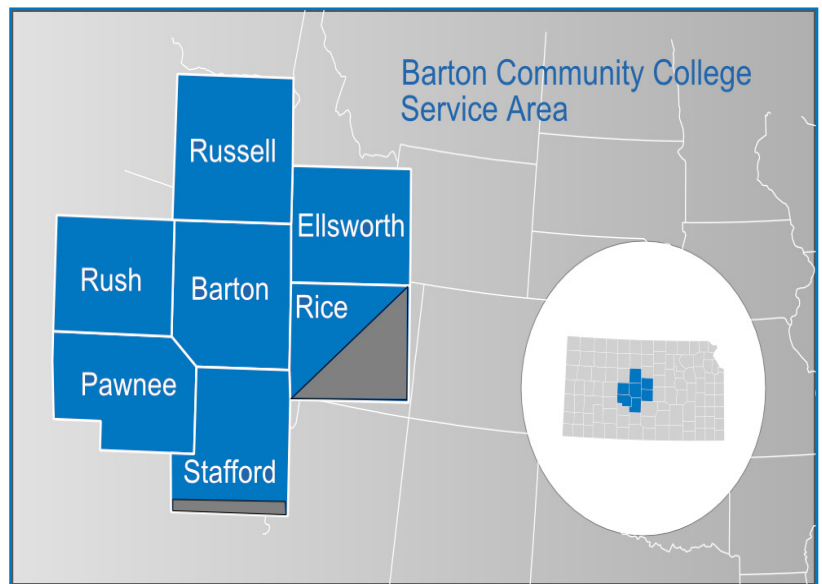 Barton Community College
Service Area
Russell
Ellsworth
Rush
Barton
Rice
Pawnee
Stafford